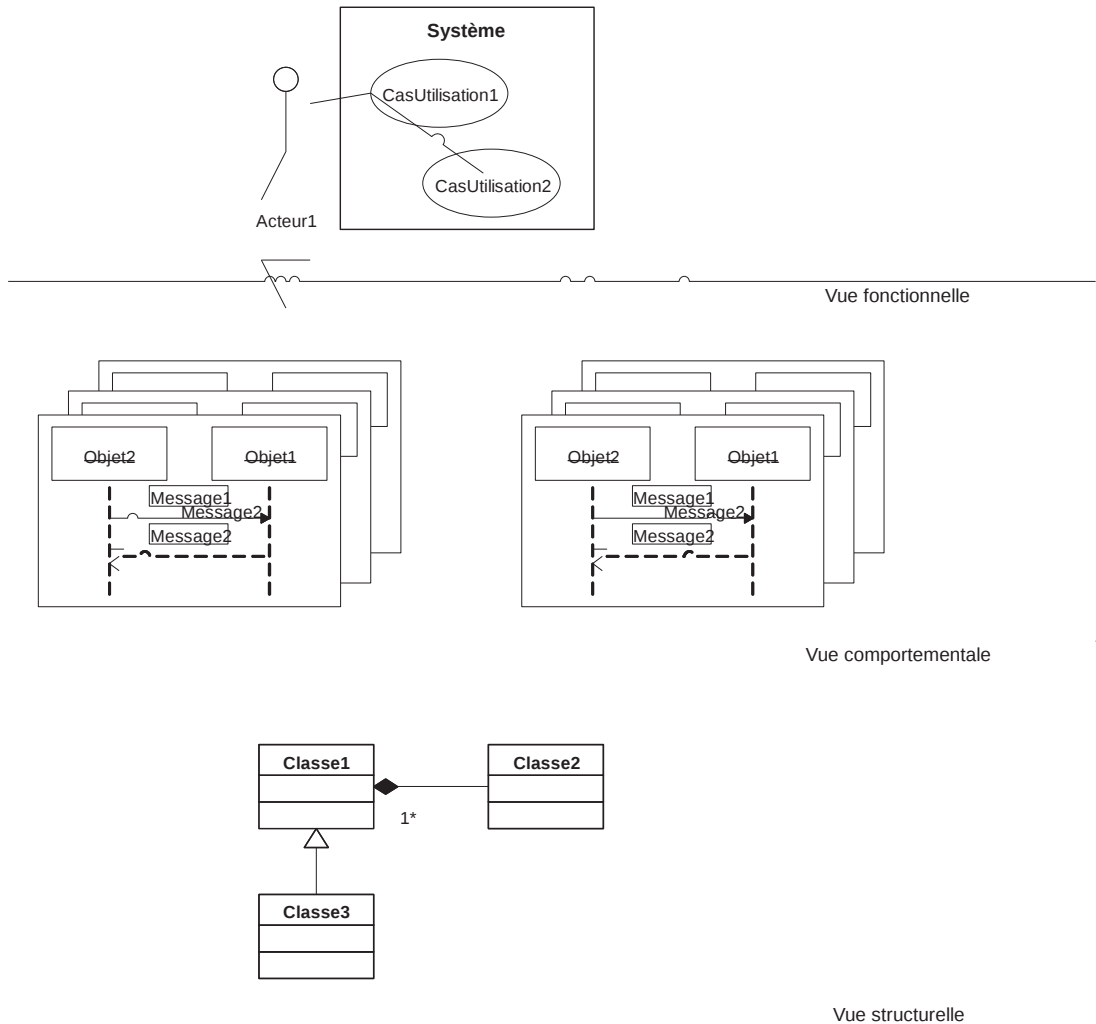 Système
CasUtilisation1
CasUtilisation2
Acteur1
Vue fonctionnelle
Objet2 Objet1 Objet2 Objet1
Message1 Message1
Message2 Message2
Message2 Message2
Vue comportementale
Classe1 Classe2
1*
Classe3
Vue structurelle